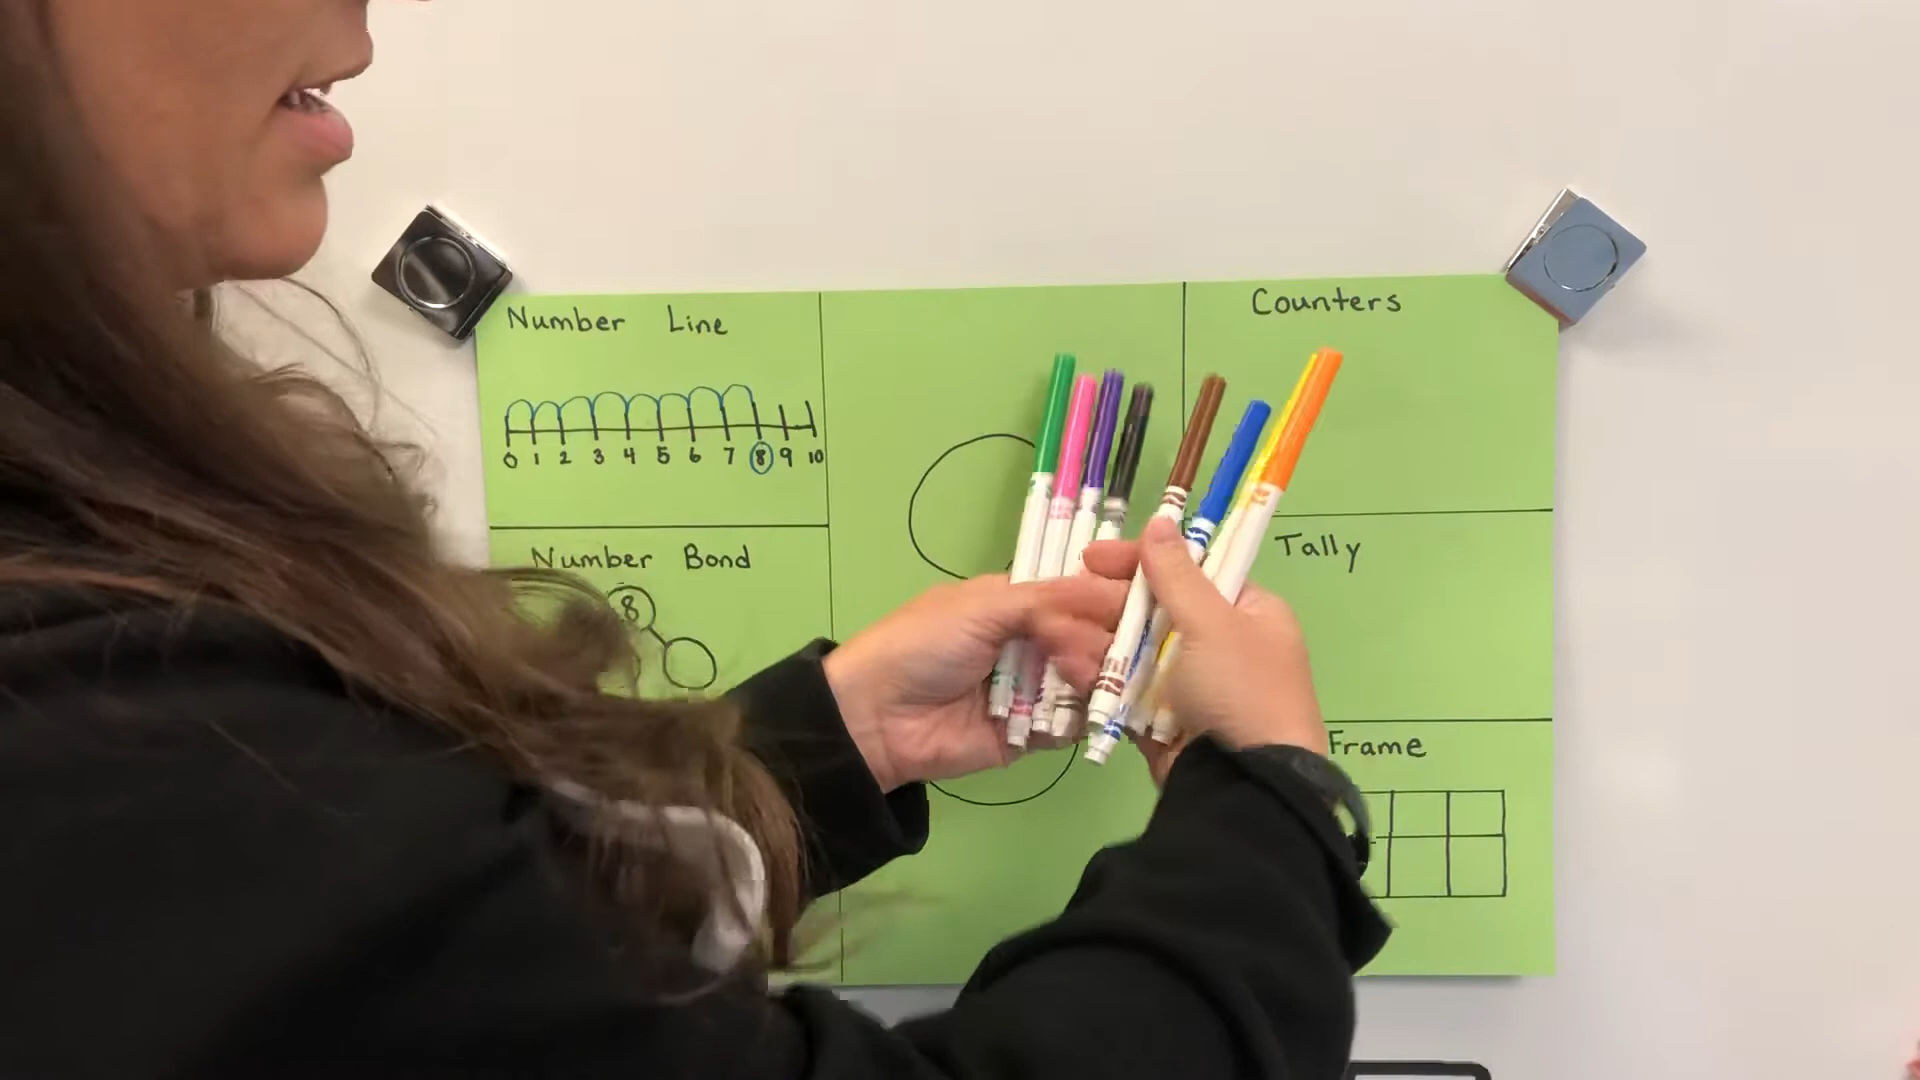 Number Line
0 1 2 3 4 5 6 7 8 9 10
Number Bond
8
Counters
Tally
Frame